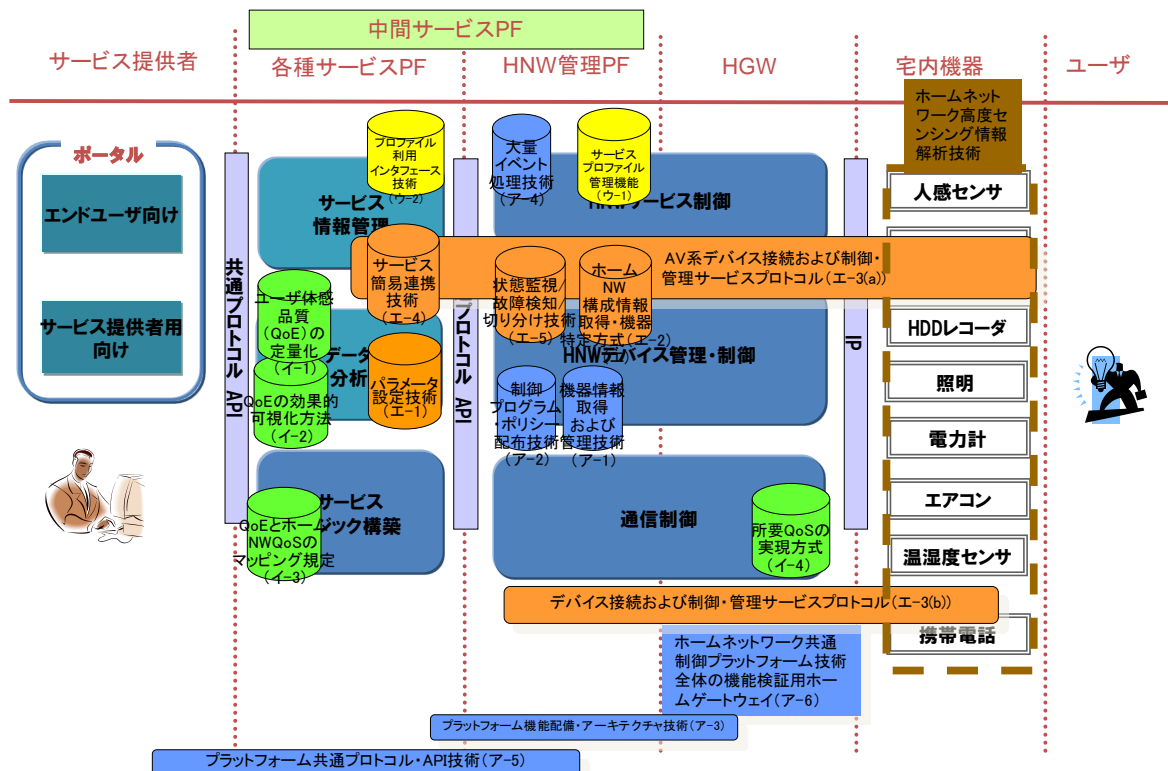 中間サービスPF
サービス提供者
各種サービスPF
HNW管理PF
HGW
宅内機器
ユーザ
ポータル
エンドユーザ向け
サービス提供者用
向け
共通プロトコル API
プロファイル
利用
インタフェース
技術
(ウ-2)
サービス
情報管理
サービス
簡易連携
技術
(エ-4)
ユーザ体感
品質
(QoE)の
定量化
(イ-1)
データ
分析
QoEの効果的
可視化方法
(イ-2)
パラメータ
設定技術
(エ-1)
サービス
ジック構築
QoEとホーム
NWQoSの
マッピング規定
(イ-3)
プロトコル API
大量
イベント
処理技術
(ア-4)
サービス
プロファイル
管理機能
(ウ-1)
HNWサービス制御
AV系デバイス接続および制御・
管理サービスプロトコル(エ-3(a))
状態監視/
故障検知/
切り分け技術
(エ-5)
ホーム
NW
構成情報
取得・機器
特定方式(エ-2)
HNWデバイス管理・制御
制御
プログラム
・ポリシー
配布技術
(ア-2)
機器情報
取得
および
管理技術
(ア-1)
通信制御
所要QoSの
実現方式
(イ-4)
IP
ホームネット
ワーク高度セ
ンシング情報
解析技術
人感センサ
HDDレコーダ
照明
電力計
エアコン
温湿度センサ
携帯電話
デバイス接続および制御・管理サービスプロトコル(エ-3(b))
ホームネットワーク共通
制御プラットフォーム技術
全体の機能検証用ホー
ムゲートウェイ(ア-6)
プラットフォーム機能配備・アーキテクチャ技術(ア-3)
プラットフォーム共通プロトコル・API技術(ア-5)